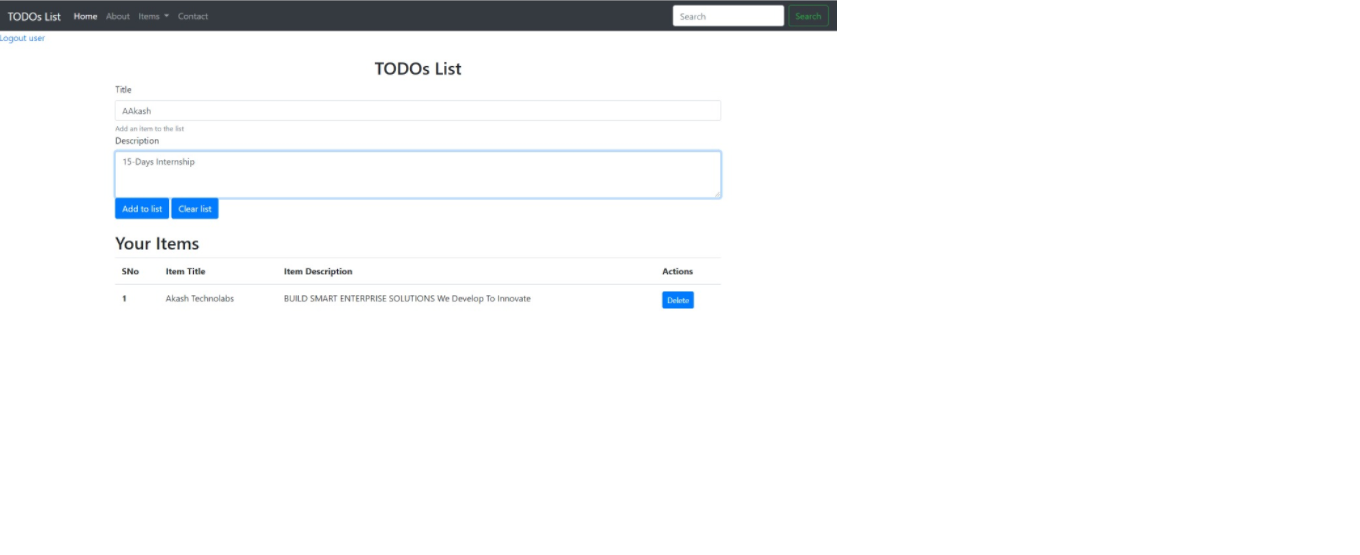 TODOs List Home About Items Contact Search Search
Logout user
TODOs List
Title
AAkash
Add an item to the list
Description
15-Days Internship
Add to list Clear list
Your Items
SNo Item Title Item Description Actions
1 Akash Technolabs BUILD SMART ENTERPRISE SOLUTIONS We Develop To Innovate Delete